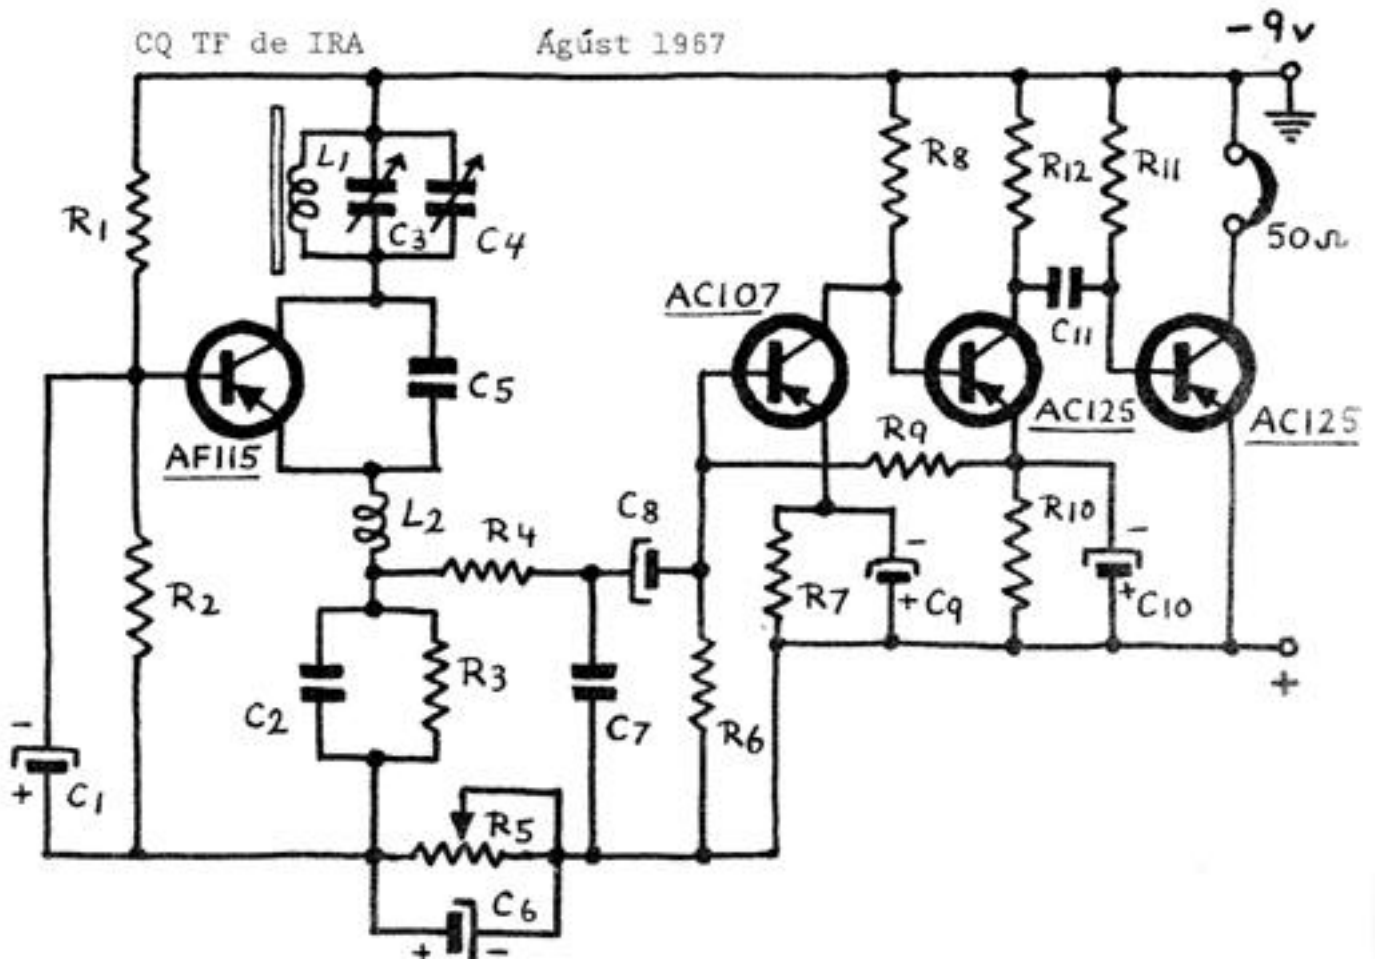 CQ TF de IRA
Ágúst 1967
-9v
L1
R8
R12
R11
R1
C3
C4
50Ω
AC107
C11
C5
AF115
R9
AC125
AC125
L2
R4
C8
R10
-
-
R2
R7
+
C9
+
C10
R3
+
C2
C7
R6
-
+
C1
R5
C6
+
-